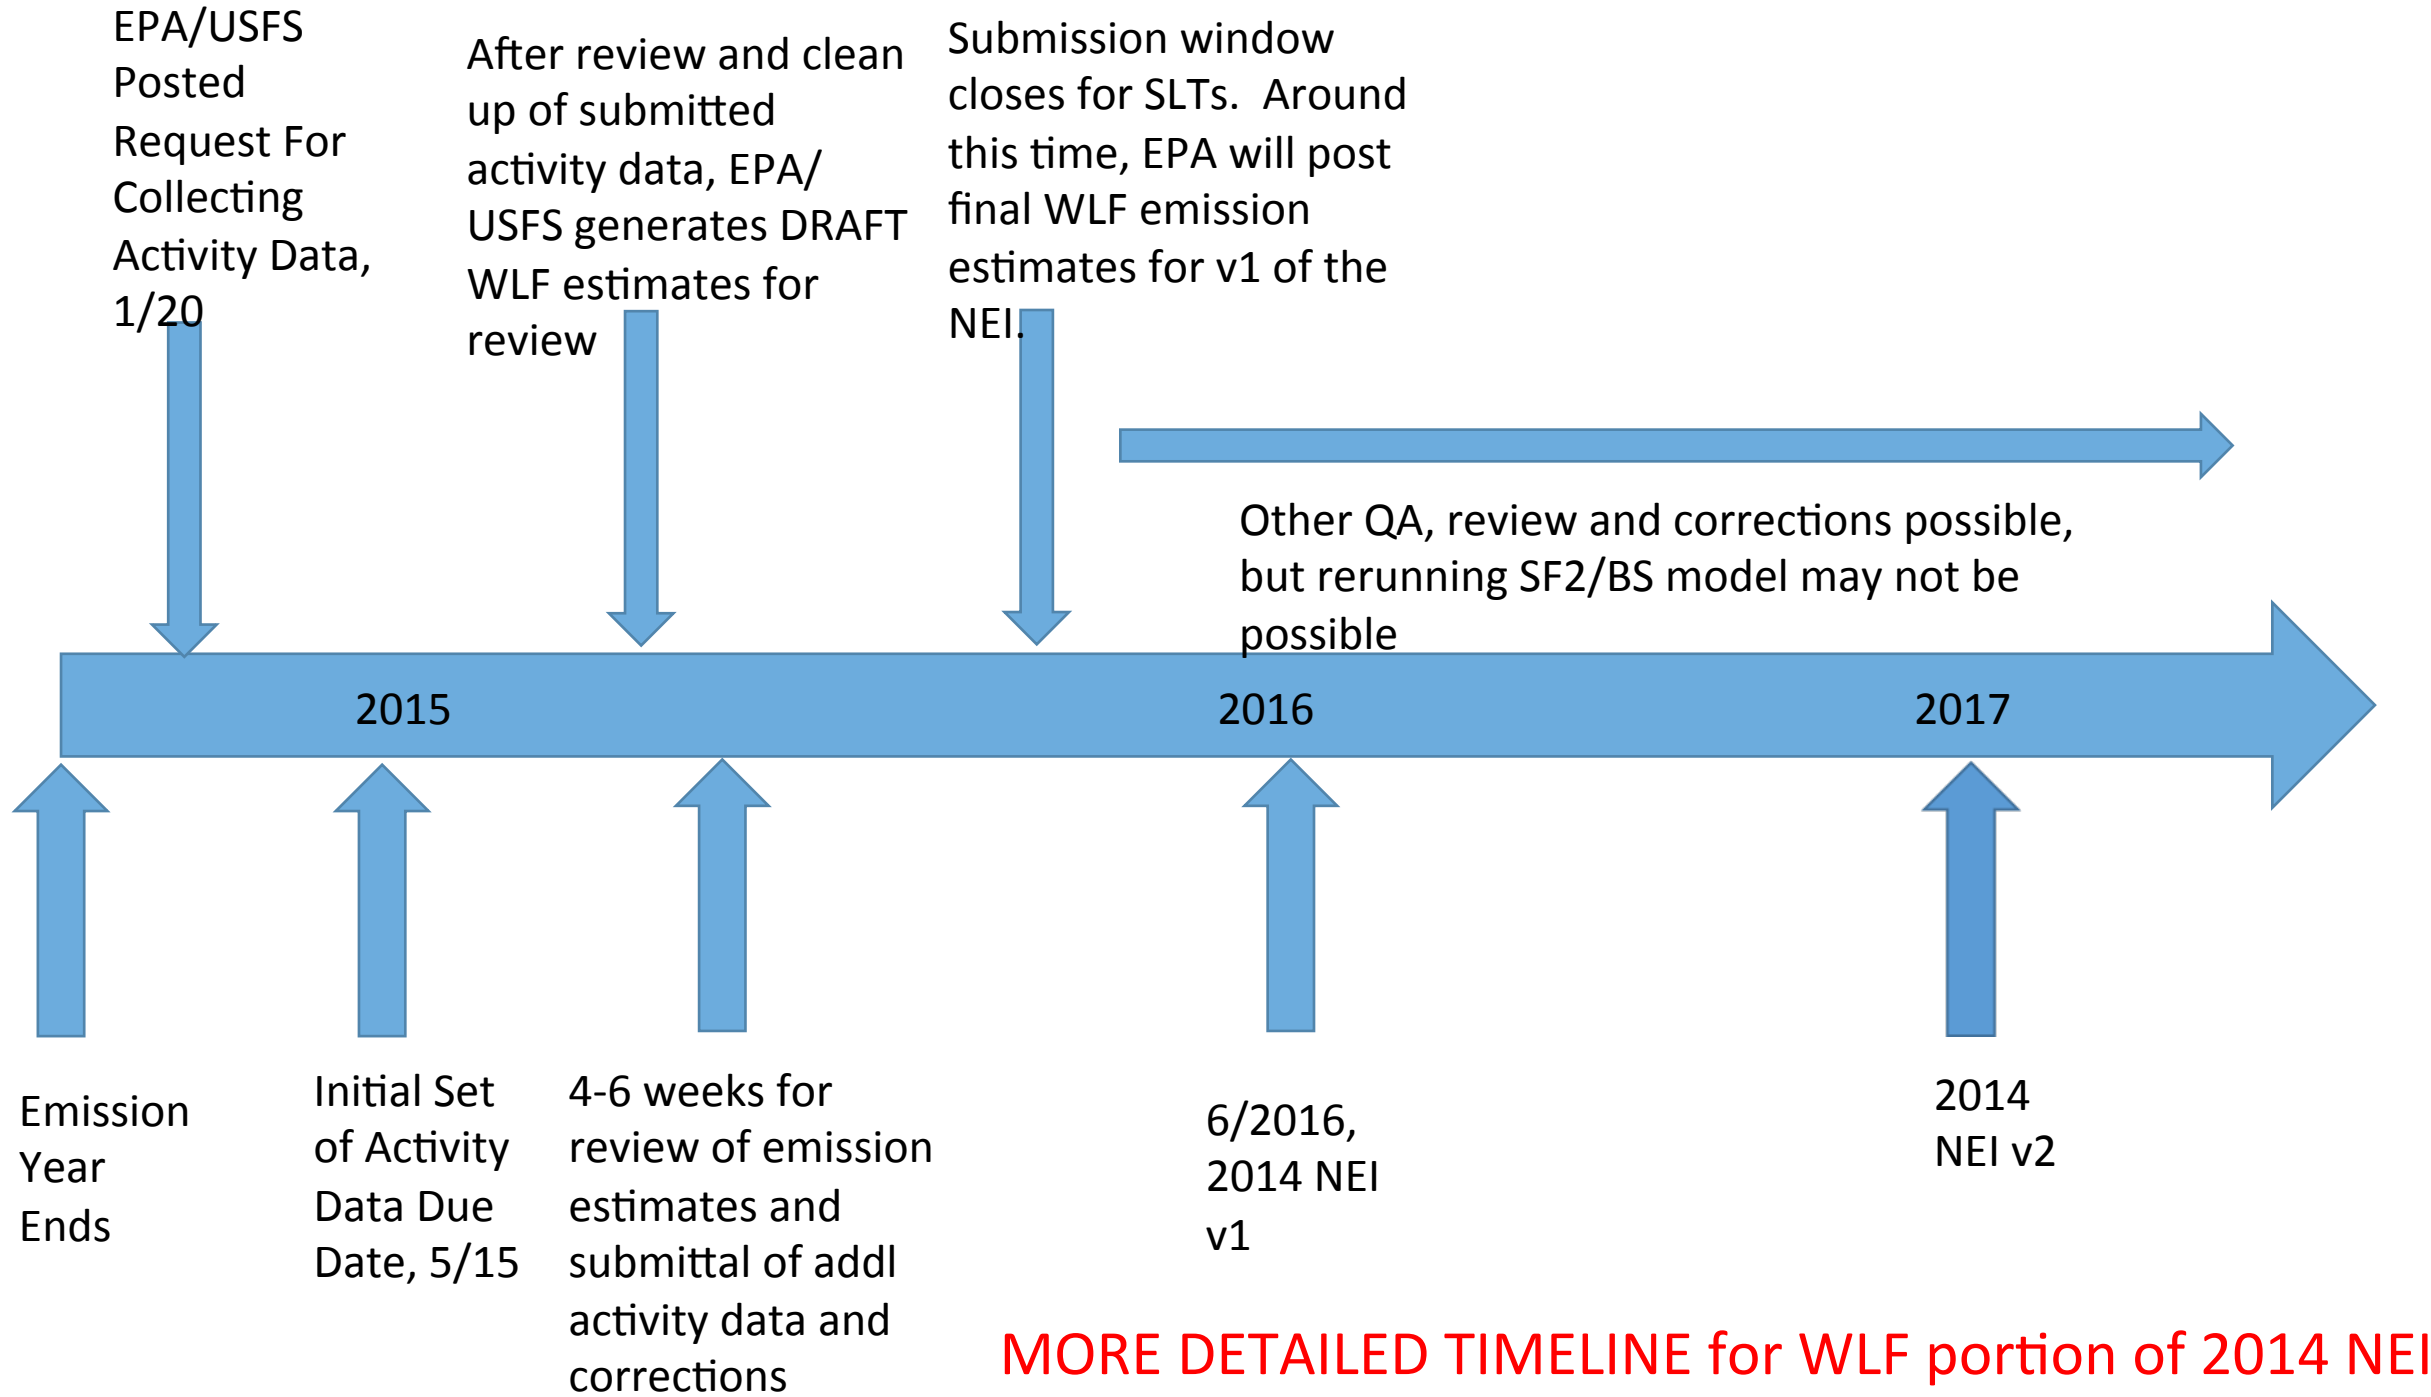 EPA/USFS
Posted
Request For
Collecting
Activity Data,
1/20
After review and clean
up of submitted
activity data, EPA/
USFS generates DRAFT
WLF estimates for
review
Submission window
closes for SLTs.  Around
this time, EPA will post
final WLF emission
estimates for v1 of the
NEI.
Other QA, review and corrections possible,
but rerunning SF2/BS model may not be
possible
2015
2016
2017
Emission
Year
Ends
Initial Set
of Activity
Data Due
Date, 5/15
4-6 weeks for
review of emission
estimates and
submittal of addl
activity data and
corrections
6/2016,
2014 NEI
v1
2014
NEI v2
MORE DETAILED TIMELINE for WLF portion of 2014 NEI